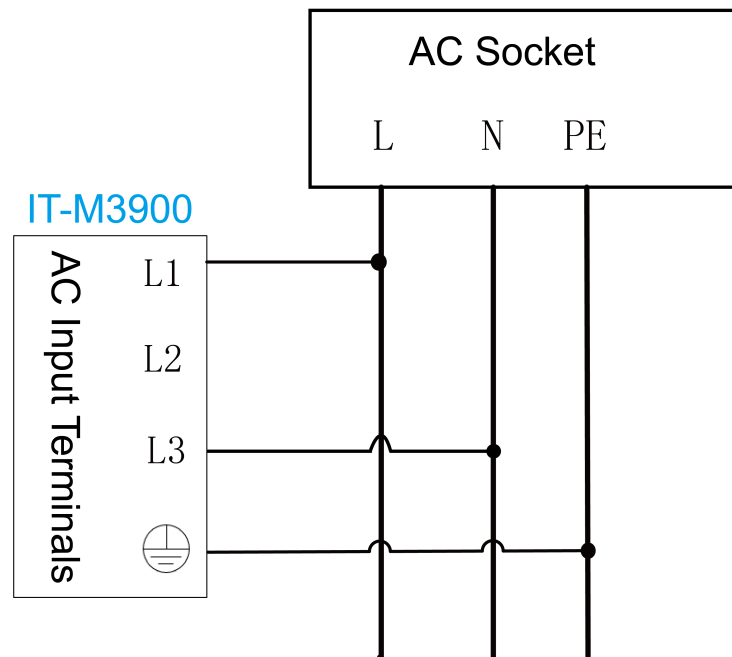 AC Socket
L N PE
IT-M3900
AC Input Terminals
L1
L2
L3